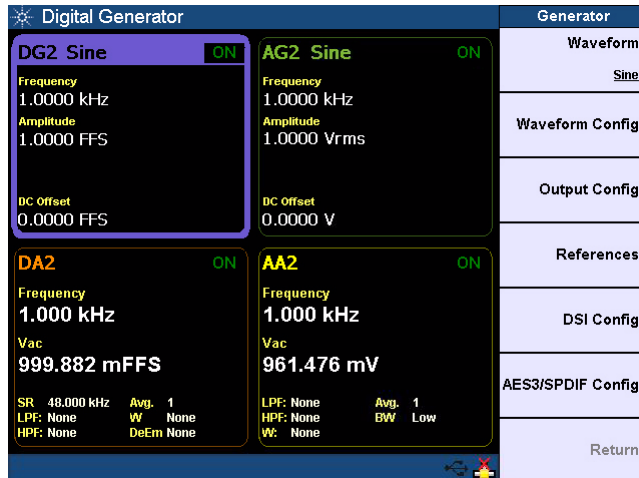 Digital Generator
DG2 Sine ON
Frequency
1.0000 kHz
Amplitude
1.0000 FFS
DC Offset
0.0000 FFS
AG2 Sine ON
Frequency
1.0000 kHz
Amplitude
1.0000 Vrms
DC Offset
0.0000 V
DA2 ON
Frequency
1.000 kHz
Vac
999.882 mFFS
SR 48.000 kHz Avg. 1
LPF: None W None
HPF: None DeEm None
AA2 ON
Frequency
1.000 kHz
Vac
961.476 mV
LPF: None Avg. 1
HPF: None BW Low
W: None
Generator
Waveform
Sine
Waveform Config
Output Config
References
DSI Config
AES3/SPDIF Config
Return